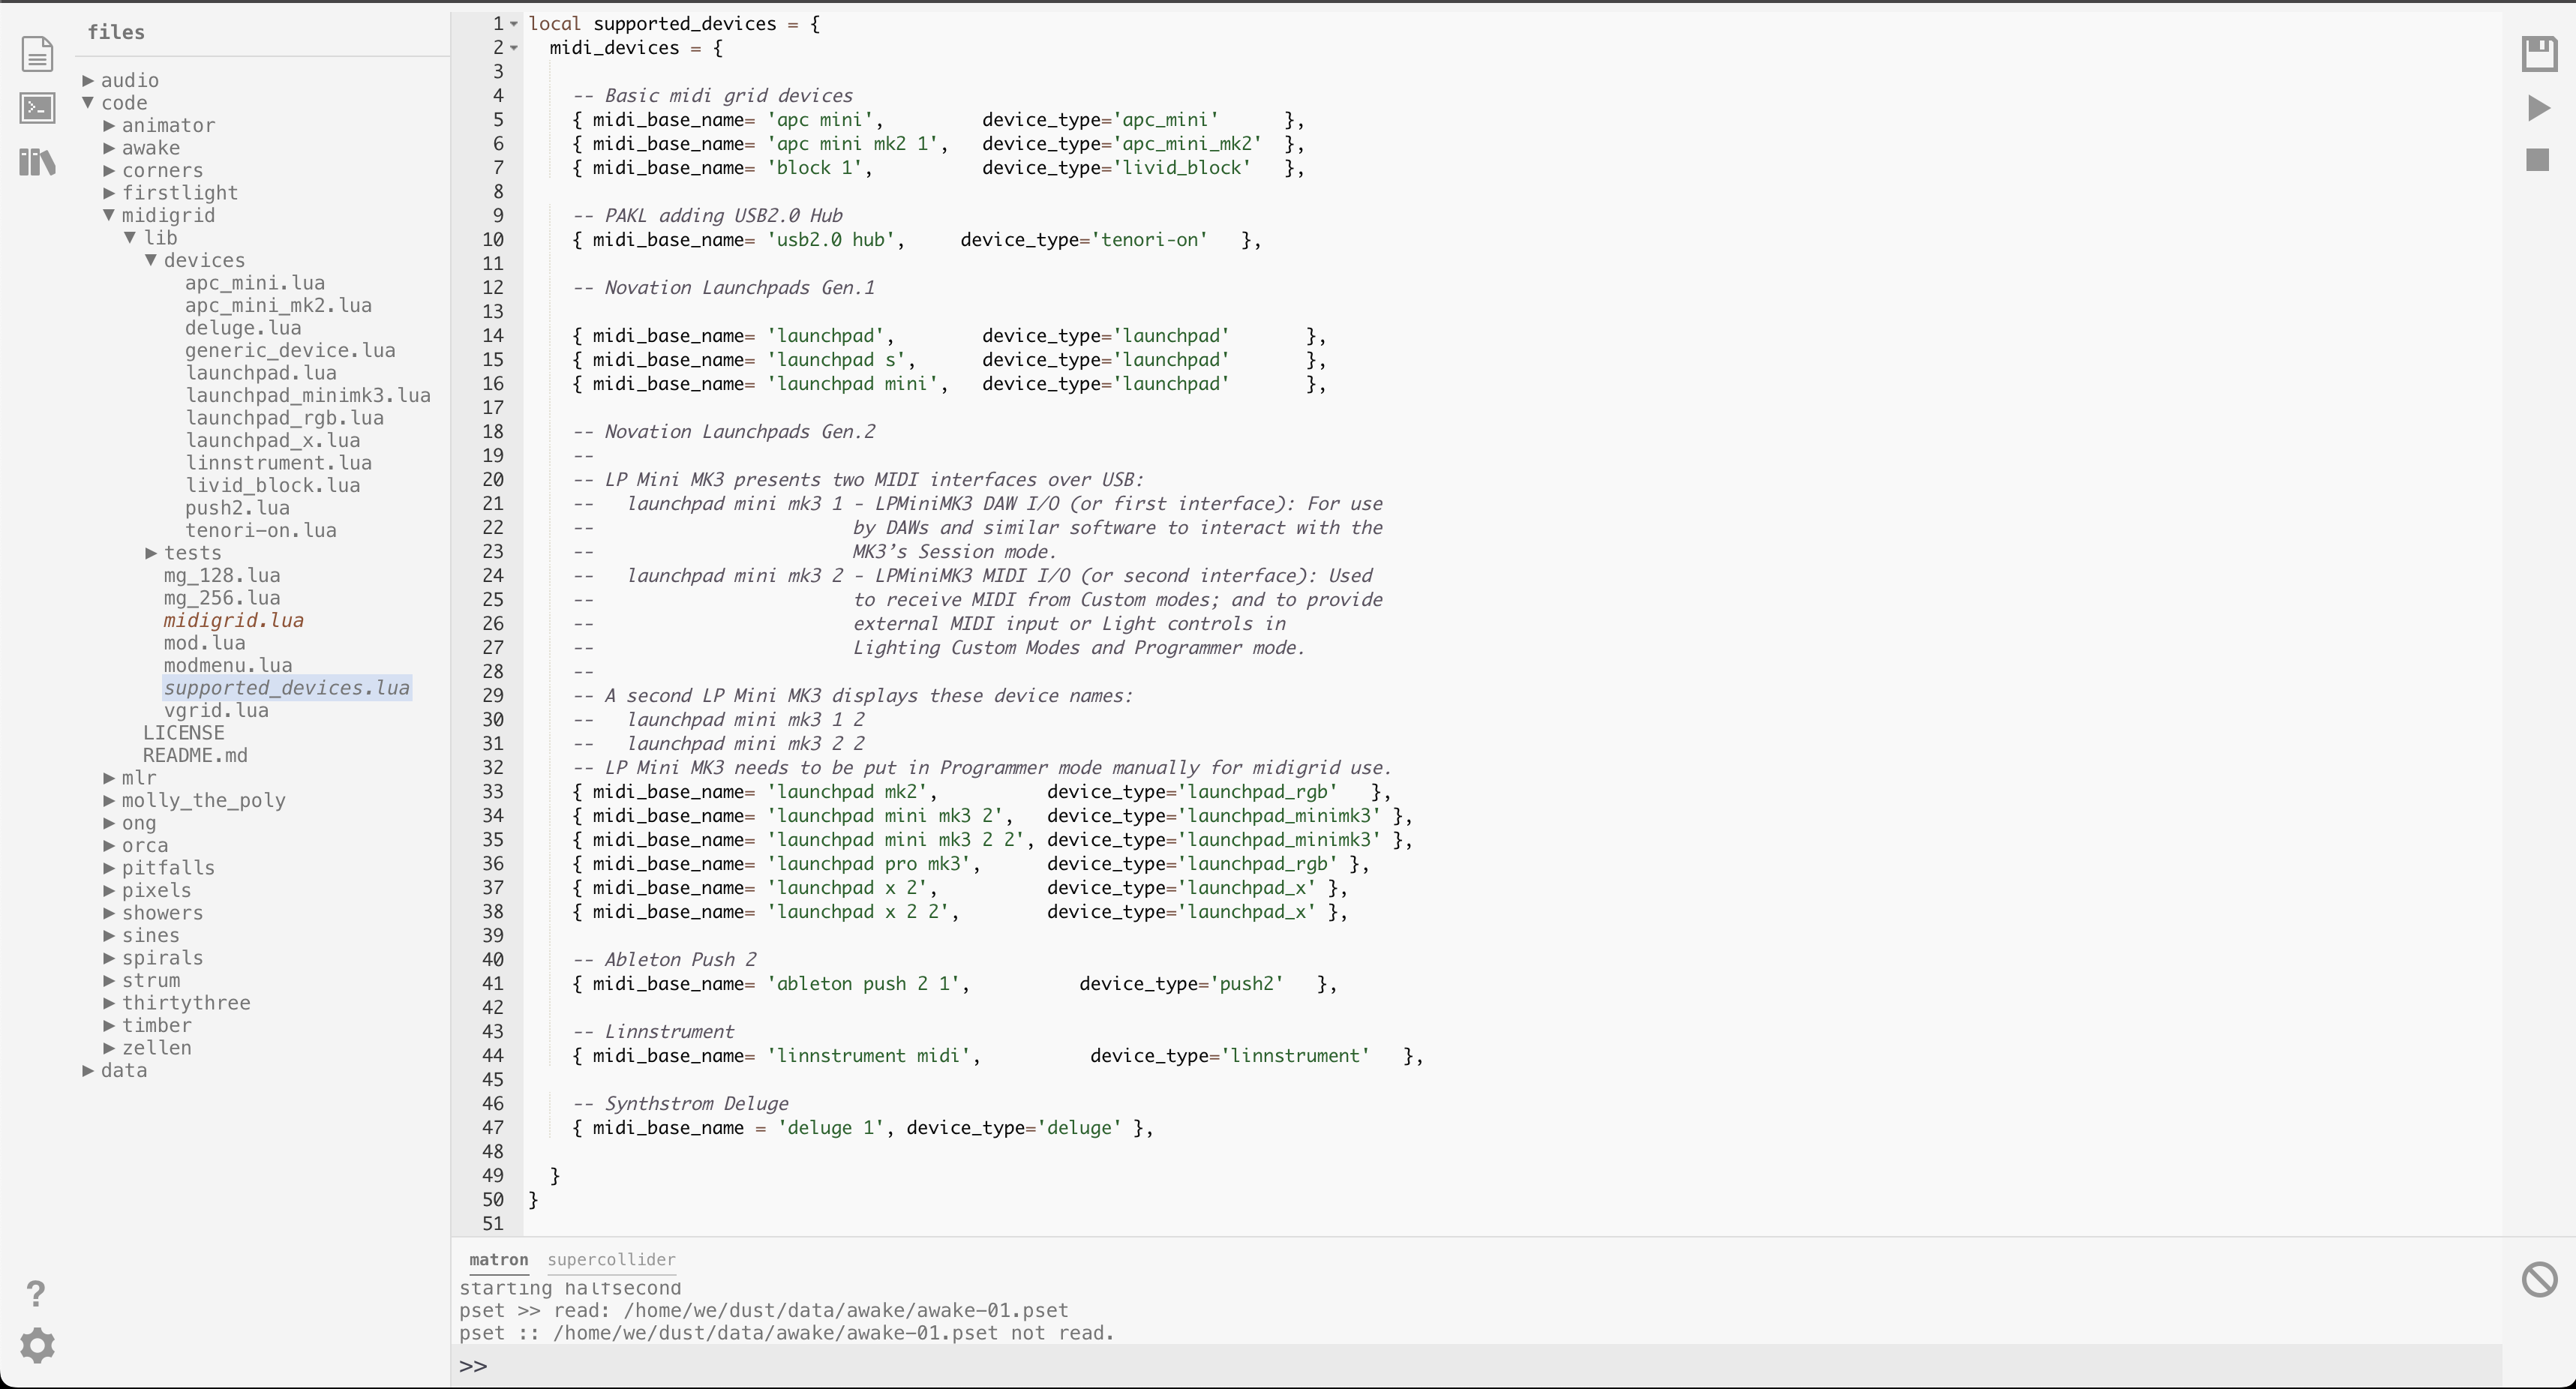 files
audio
code
animator
awake
corners
firstlight
midigrid
lib
devices
apc_mini.lua
apc_mini_mk2.lua
deluge.lua
generic_device.lua
launchpad.lua
launchpad_minimk3.lua
launchpad_rgb.lua
launchpad_x.lua
linnstrument.lua
livid_block.lua
push2.lua
tenori-on.lua
tests
mg_128.lua
mg_256.lua
midigrid.lua
mod.lua
modmenu.lua
supported_devices.lua
vgrid.lua
LICENSE
README.md
mlr
molly_the_poly
ong
orca
pitfalls
pixels
showers
sines
spirals
strum
thirtythree
timber
zellen
data
?
1 local supported_devices = {
2 midi_devices = {
3
4 -- Basic midi grid devices
5 { midi_base_name= 'apc mini', device_type='apc_mini' },
6 { midi_base_name= 'apc mini mk2 1', device_type='apc_mini_mk2' },
7 { midi_base_name= 'block 1', device_type='livid_block' },
8
9 -- PAKL adding USB2.0 Hub
10 { midi_base_name= 'usb2.0 hub', device_type='tenori-on' },
11
12 -- Novation Launchpads Gen.1
13
14 { midi_base_name= 'launchpad', device_type='launchpad' },
15 { midi_base_name= 'launchpad s', device_type='launchpad' },
16 { midi_base_name= 'launchpad mini', device_type='launchpad' },
17
18 -- Novation Launchpads Gen.2
19 --
20 -- LP Mini MK3 presents two MIDI interfaces over USB:
21 -- launchpad mini mk3 1 - LPMiniMK3 DAW I/O (or first interface): For use
22 -- by DAWs and similar software to interact with the
23 -- MK3’s Session mode.
24 -- launchpad mini mk3 2 - LPMiniMK3 MIDI I/O (or second interface): Used
25 -- to receive MIDI from Custom modes; and to provide
26 -- external MIDI input or Light controls in
27 -- Lighting Custom Modes and Programmer mode.
28 --
29 -- A second LP Mini MK3 displays these device names:
30 -- launchpad mini mk3 1 2
31 -- launchpad mini mk3 2 2
32 -- LP Mini MK3 needs to be put in Programmer mode manually for midigrid use.
33 { midi_base_name= 'launchpad mk2', device_type='launchpad_rgb' },
34 { midi_base_name= 'launchpad mini mk3 2', device_type='launchpad_minimk3' },
35 { midi_base_name= 'launchpad mini mk3 2 2', device_type='launchpad_minimk3' },
36 { midi_base_name= 'launchpad pro mk3', device_type='launchpad_rgb' },
37 { midi_base_name= 'launchpad x 2', device_type='launchpad_x' },
38 { midi_base_name= 'launchpad x 2 2', device_type='launchpad_x' },
39
40 -- Ableton Push 2
41 { midi_base_name= 'ableton push 2 1', device_type='push2' },
42
43 -- Linnstrument
44 { midi_base_name= 'linnstrument midi', device_type='linnstrument' },
45
46 -- Synthstrom Deluge
47 { midi_base_name = 'deluge 1', device_type='deluge' },
48
49 }
50 }
51
matron supercollider
starting halfsecond
pset >> read: /home/we/dust/data/awake/awake-01.pset
pset :: /home/we/dust/data/awake/awake-01.pset not read.
>>